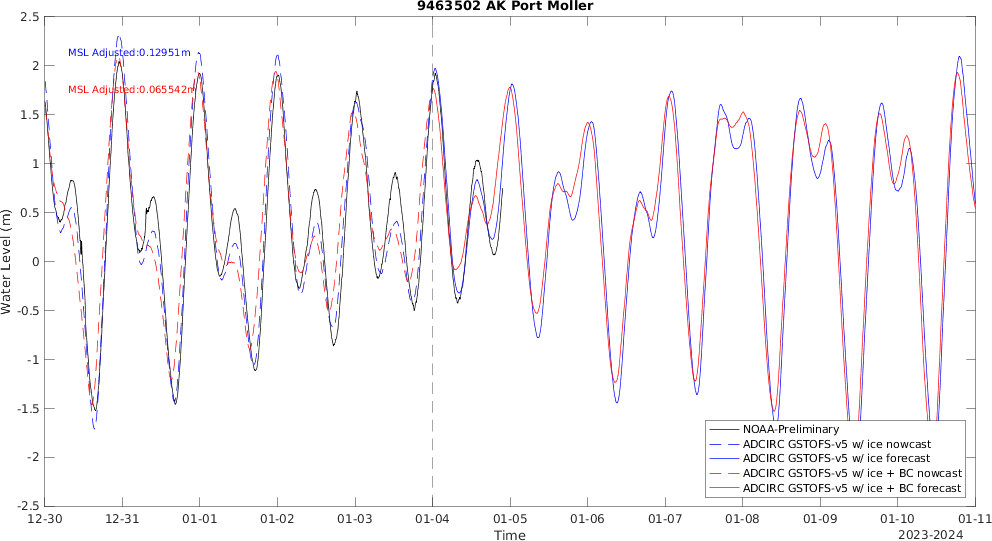 9463502 AK Port Moller
2.5
2
1.5
1
0.5
0
-0.5
-1
-1.5
-2
-2.5
Water Level (m)
MSL Adjusted:0.12951m
MSL Adjusted:0.065542m
NOAA-Preliminary
ADCIRC GSTOFS-v5 w/ ice nowcast
ADCIRC GSTOFS-v5 w/ ice forecast
ADCIRC GSTOFS-v5 w/ ice + BC nowcast
ADCIRC GSTOFS-v5 w/ ice + BC forecast
12-30 12-31 01-01 01-02 01-03 01-04 01-05 01-06 01-07 01-08 01-09 01-10 01-11
Time
2023-2024